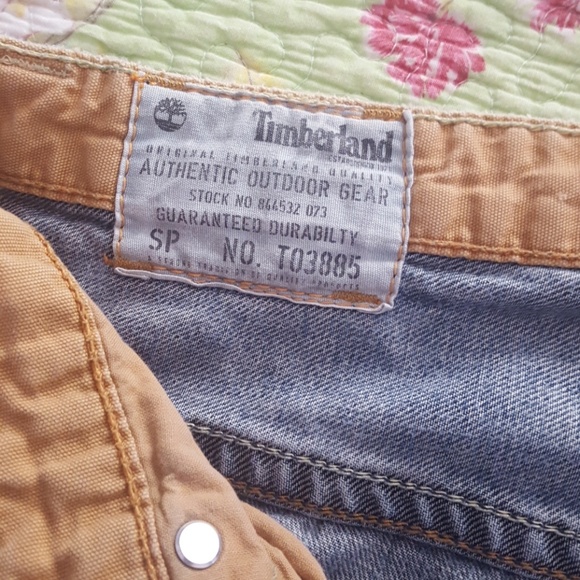 Timberland
ORIGINAL TIMBERLAND QUALITY
AUTHENTIC OUTDOOR GEAR
STOCK NO 844532 073
GUARANTEED DURABILTY
SP NO. T03885